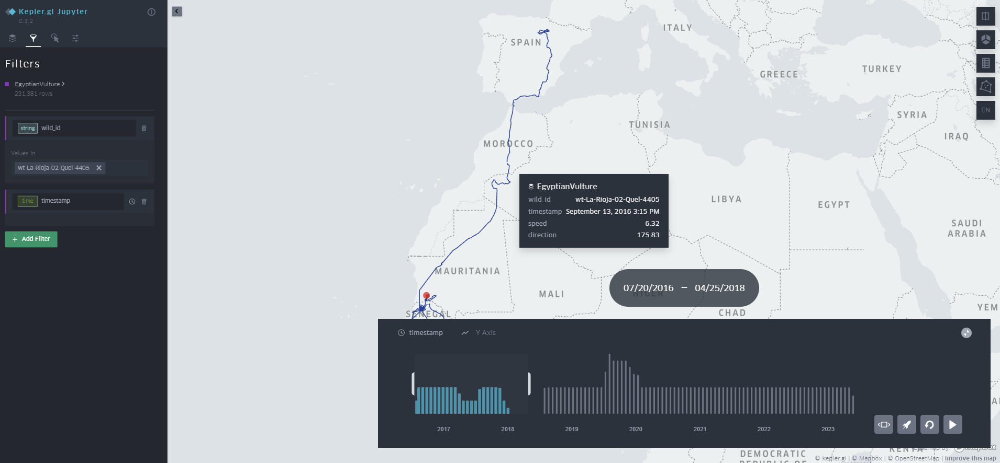 Kepler.gl Jupyter
0.3.2
Filters
EgyptianVulture
231,381 rows
string wild_id
Values In
wt-La-Rioja-02-Quel-4405
time timestamp
+ Add Filter
ITALY
SPAIN
TURKEY
GREECE
SYRIA
EN
TUNISIA
IRAQ
MOROCCO
EgyptianVulture
wild_id wt-La-Rioja-02-Quel-4405
timestamp September 13, 2016 3:15 PM
speed 6.32
direction 175.83
LIBYA
EGYPT
SAUDI
ARABIA
MAURITANIA
MALI
07/20/2016 – 04/25/2018
NIGER
YEM
SENEGAL
CHAD
timestamp Y Axis
2017 2018 2019 2020 2021 2022 2023
DEMOCRATIC
REPUBLIC OF
KENYA
Basemap by: mapbox
© kepler.gl | © Mapbox | © OpenStreetMap | Improve this map